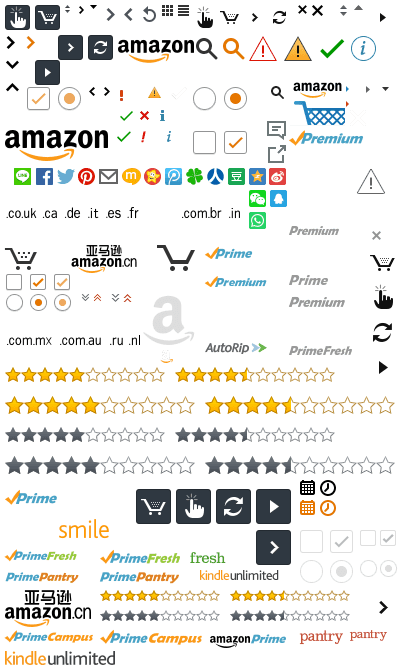 amazon
amazon
amazon
Premium
.co.uk .ca .de .it .es .fr
.com.br .in
Premium
亚马逊
amazon.cn
Prime
Premium
Prime
Premium
a
.com.mx .com.au .ru .nl
AutoRip
PrimeFresh
Prime
smile
PrimeFresh
PrimeFresh
fresh
PrimePantry
PrimePantry
kindleunlimited
亚马逊
amazon.cn
PrimeCampus
PrimeCampus
amazonPrime
pantry
pantry
kindleunlimited